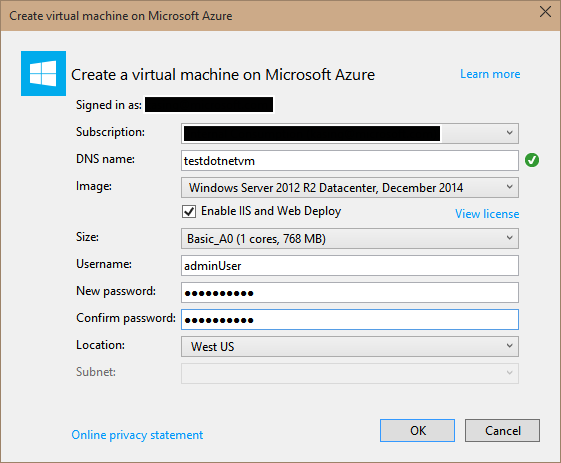 Create virtual machine on Microsoft Azure
Create a virtual machine on Microsoft Azure
Learn more
Signed in as:
Subscription:
DNS name: testdotnetvm
Image: Windows Server 2012 R2 Datacenter, December 2014
Enable IIS and Web Deploy
View license
Size: Basic_A0 (1 cores, 768 MB)
Username: adminUser
New password: ●●●●●●●●●●
Confirm password: ●●●●●●●●●●
Location: West US
Subnet:
Online privacy statement
OK
Cancel